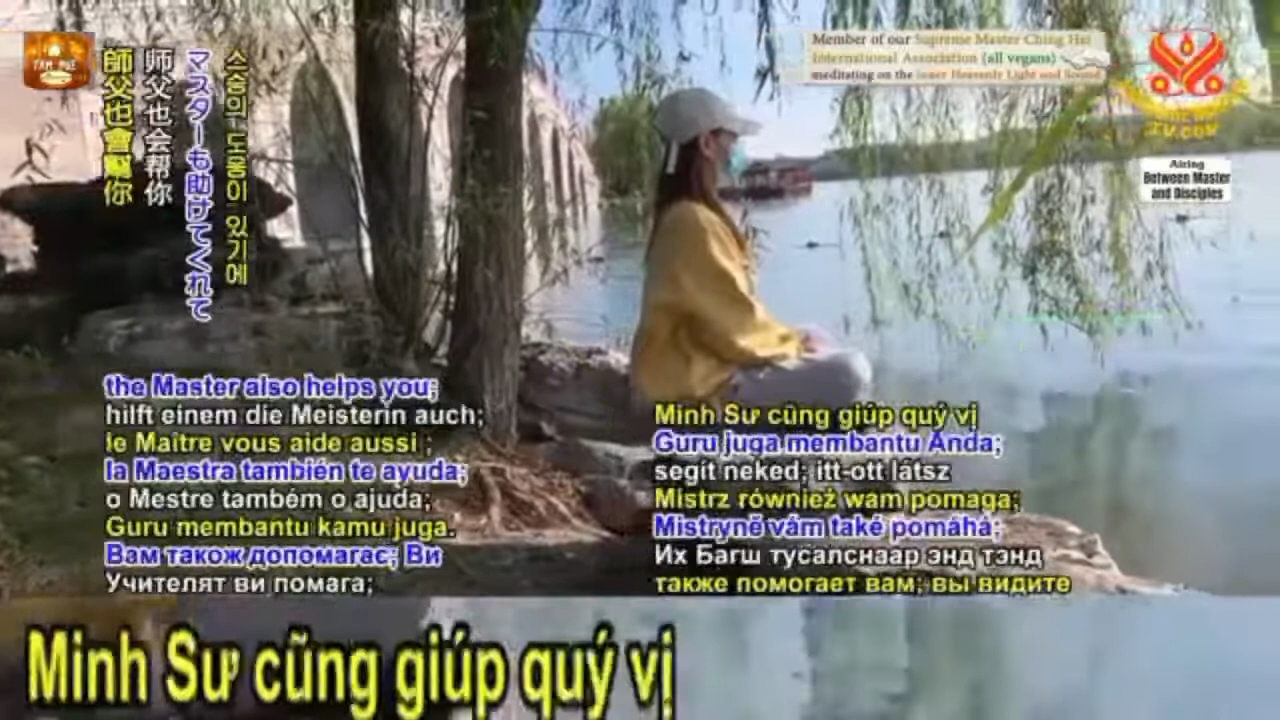 TAM QUÊ
師父也會幫你
师父也会帮你
マスターも助けてくれて
스승의 도움이 있기에
Member of our Supreme Master Ching Hai
International Association (all vegans)
meditating on the inner Heavenly Light and Sound
TV.COM
Airing
Between Master
and Disciples
the Master also helps you;
hilft einem die Meisterin auch;
le Maître vous aide aussi ;
la Maestra también te ayuda;
o Mestre também o ajuda;
Guru membantu kamu juga.
Вам також допомагає; Ви
Учителят ви помага;
Minh Sư cũng giúp quý vị
Guru juga membantu Anda;
segít neked; itt-ott látsz
Mistrz również wam pomaga;
Mistryně vám také pomáhá;
Их Багш тусалснаар энд тэнд
также помогает вам; вы видите
Minh Sư cũng giúp quý vị